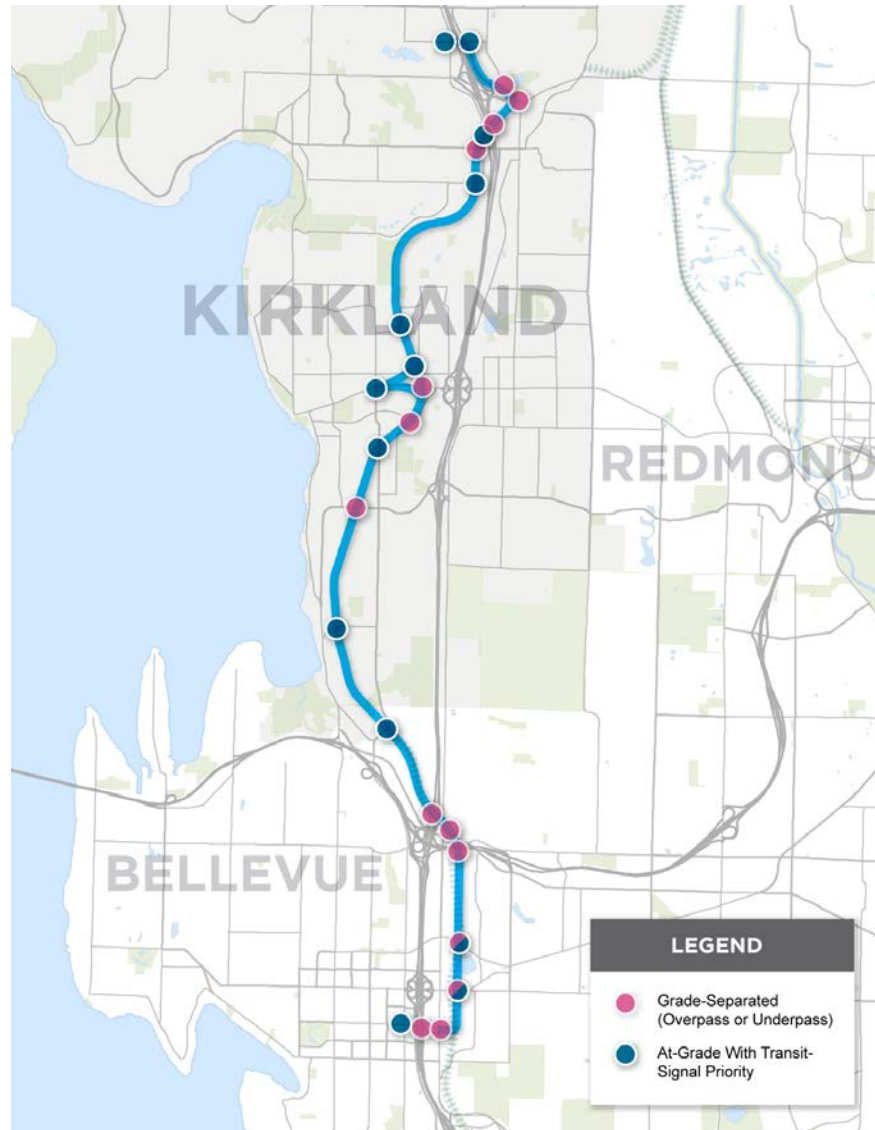 KIRKLAND
REDMOND
BELLEVUE
LEGEND
Grade-Separated
(Overpass or Underpass)
At-Grade With Transit-
Signal Priority